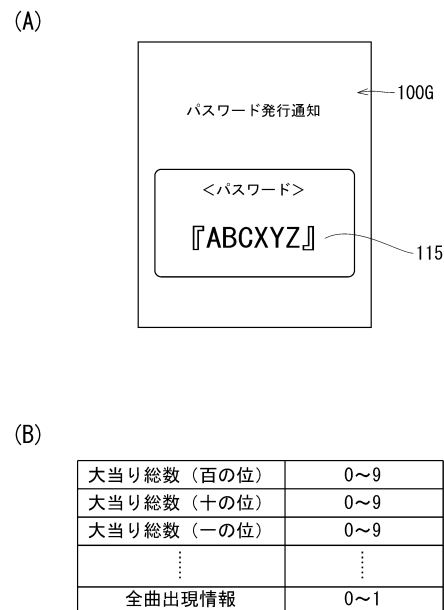 (A)
100G
パスワード発行通知
<パスワード>
『ABCXYZ』
115
(B)
大当り総数(百の位) 0~9
大当り総数(十の位) 0~9
大当り総数(一の位) 0~9
全曲出現情報 0~1